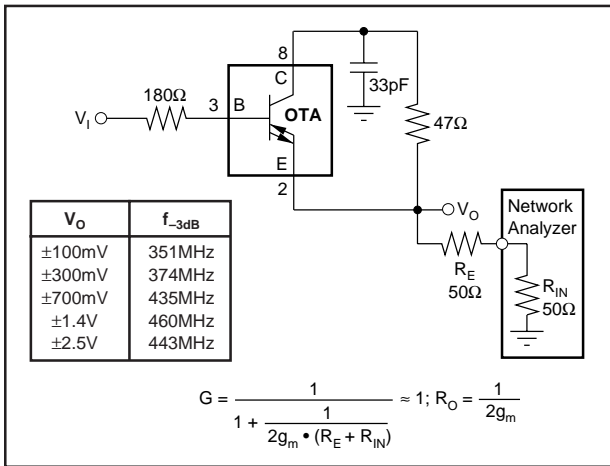 8
C
33pF
180Ω
3
B
OTA
V_I
47Ω
E
2
V_O
Network
Analyzer
R_E
50Ω
R_IN
50Ω
V_O f_–3dB
±100mV 351MHz
±300mV 374MHz
±700mV 435MHz
±1.4V 460MHz
±2.5V 443MHz
G = 1 / (1 + 1 / (2g_m • (R_E + R_IN))) ≈ 1; R_O = 1 / (2g_m)